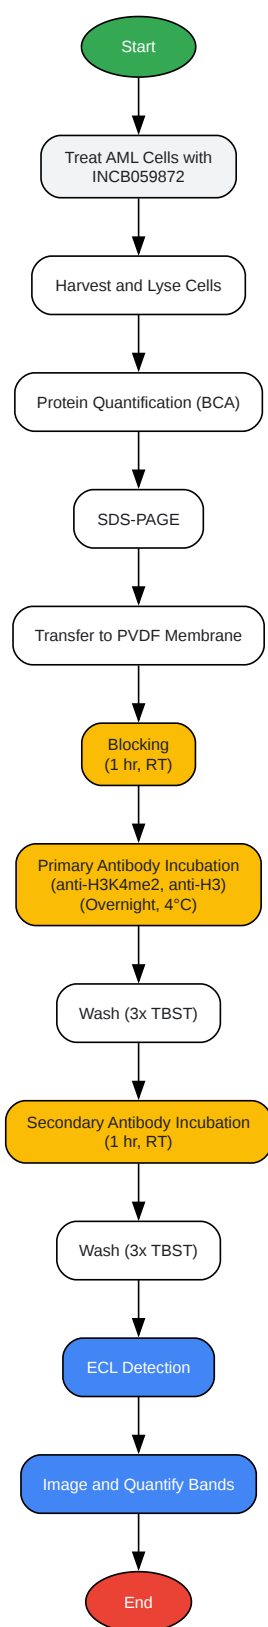 Start
Treat AML Cells with
INCB059872
Harvest and Lyse Cells
Protein Quantification (BCA)
SDS-PAGE
Transfer to PVDF Membrane
Blocking
(1 hr, RT)
Primary Antibody Incubation
(anti-H3K4me2, anti-H3)
(Overnight, 4°C)
Wash (3x TBST)
Secondary Antibody Incubation
(1 hr, RT)
Wash (3x TBST)
ECL Detection
Image and Quantify Bands
End